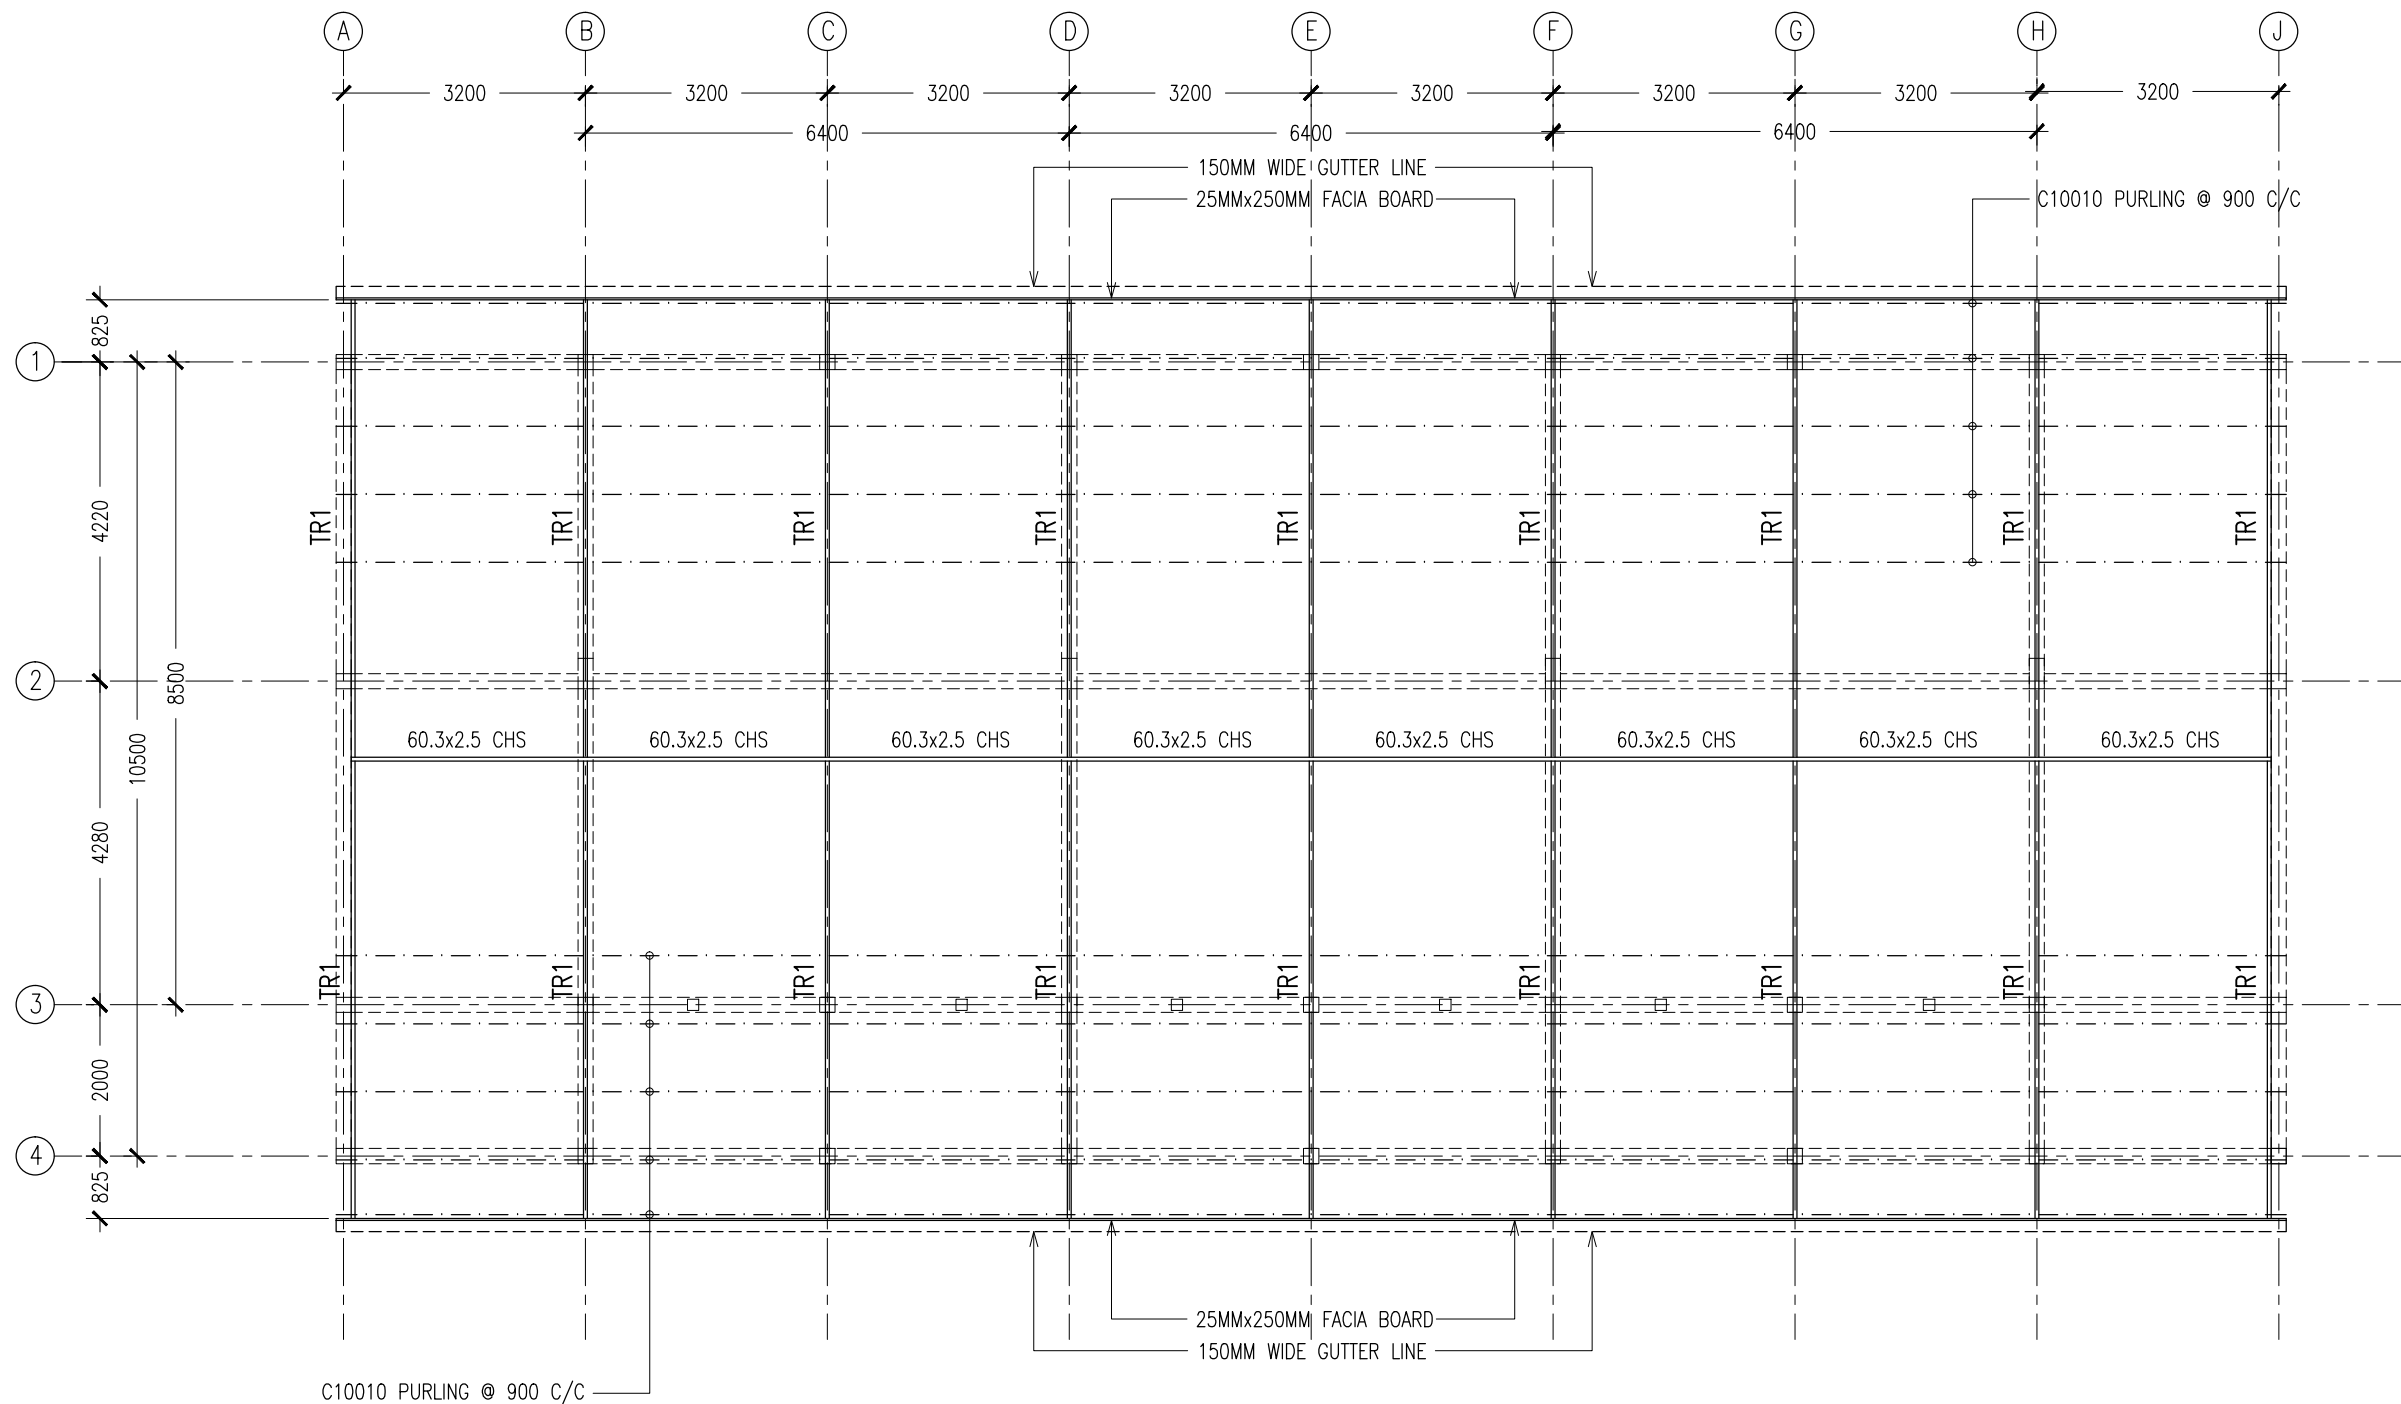 A B C D E F G H J
3200 3200 3200 3200 3200 3200 3200 3200
6400 6400 6400
150MM WIDE GUTTER LINE
25MMx250MM FACIA BOARD C10010 PURLING @ 900 C/C
825
1
4220
TR1 TR1 TR1 TR1 TR1 TR1 TR1 TR1 TR1
2
8500
10500
60.3x2.5 CHS 60.3x2.5 CHS 60.3x2.5 CHS 60.3x2.5 CHS 60.3x2.5 CHS 60.3x2.5 CHS 60.3x2.5 CHS 60.3x2.5 CHS
4280
TR1 TR1 TR1 TR1 TR1 TR1 TR1 TR1 TR1
3
2000
4
825
25MMx250MM FACIA BOARD
150MM WIDE GUTTER LINE
C10010 PURLING @ 900 C/C